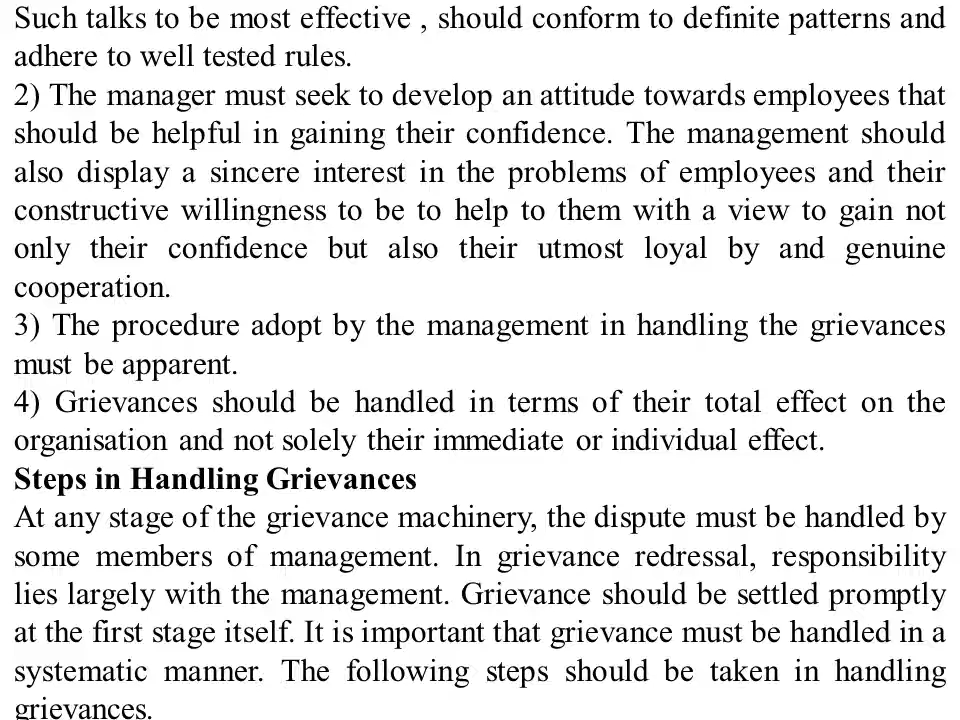 Such talks to be most effective , should conform to definite patterns and
adhere to well tested rules.
2) The manager must seek to develop an attitude towards employees that
should be helpful in gaining their confidence. The management should
also display a sincere interest in the problems of employees and their
constructive willingness to be to help to them with a view to gain not
only their confidence but also their utmost loyal by and genuine
cooperation.
3) The procedure adopt by the management in handling the grievances
must be apparent.
4) Grievances should be handled in terms of their total effect on the
organisation and not solely their immediate or individual effect.
Steps in Handling Grievances
At any stage of the grievance machinery, the dispute must be handled by
some members of management. In grievance redressal, responsibility
lies largely with the management. Grievance should be settled promptly
at the first stage itself. It is important that grievance must be handled in a
systematic manner. The following steps should be taken in handling
grievances.